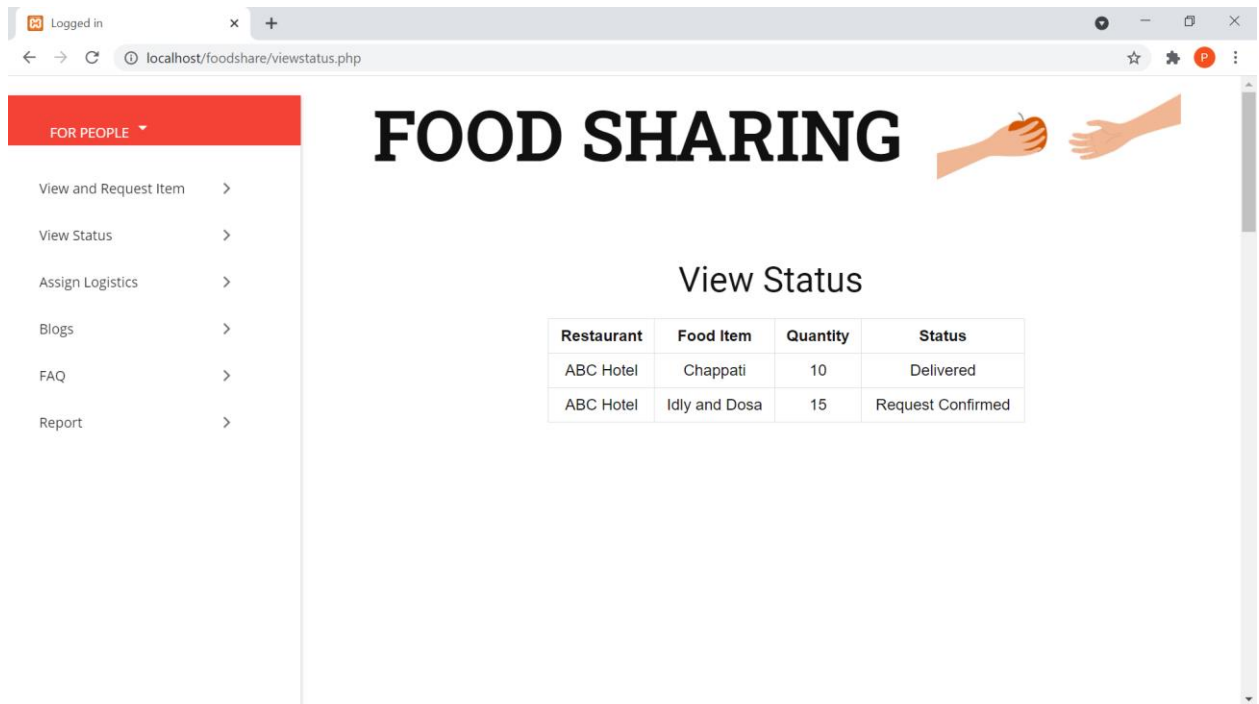 Logged in
localhost/foodshare/viewstatus.php
P
FOR PEOPLE
FOOD SHARING
View and Request Item
View Status
Assign Logistics
Blogs
FAQ
Report
View Status
Restaurant Food Item Quantity Status
ABC Hotel Chappati 10 Delivered
ABC Hotel Idly and Dosa 15 Request Confirmed